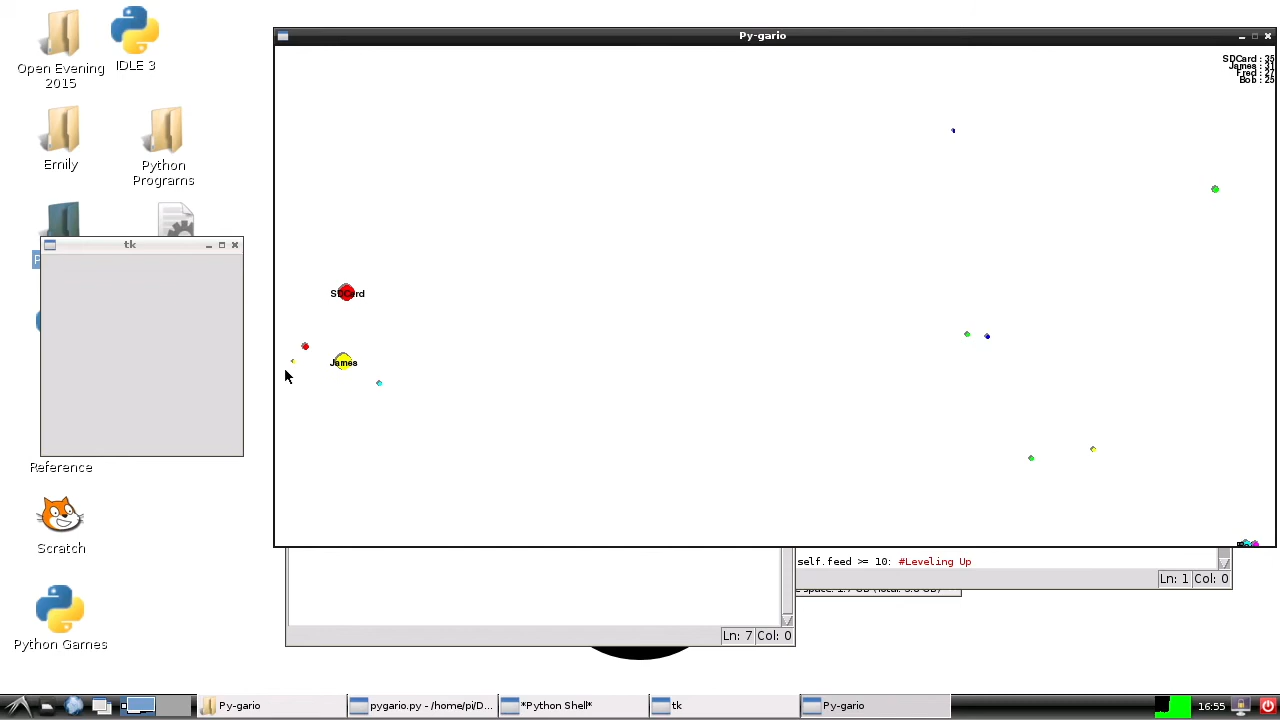 Open Evening
2015
IDLE 3
Emily
Python
Programs
tk
Reference
Scratch
Python Games
Py-gario
SDCard : 35
James : 31
Fred : 27
Bob : 25
SDCard
James
self.feed >= 10: #Leveling Up
Ln: 1 Col: 0
Ln: 7 Col: 0
Py-gario
pygario.py - /home/pi/D...
*Python Shell*
tk
Py-gario
16:55